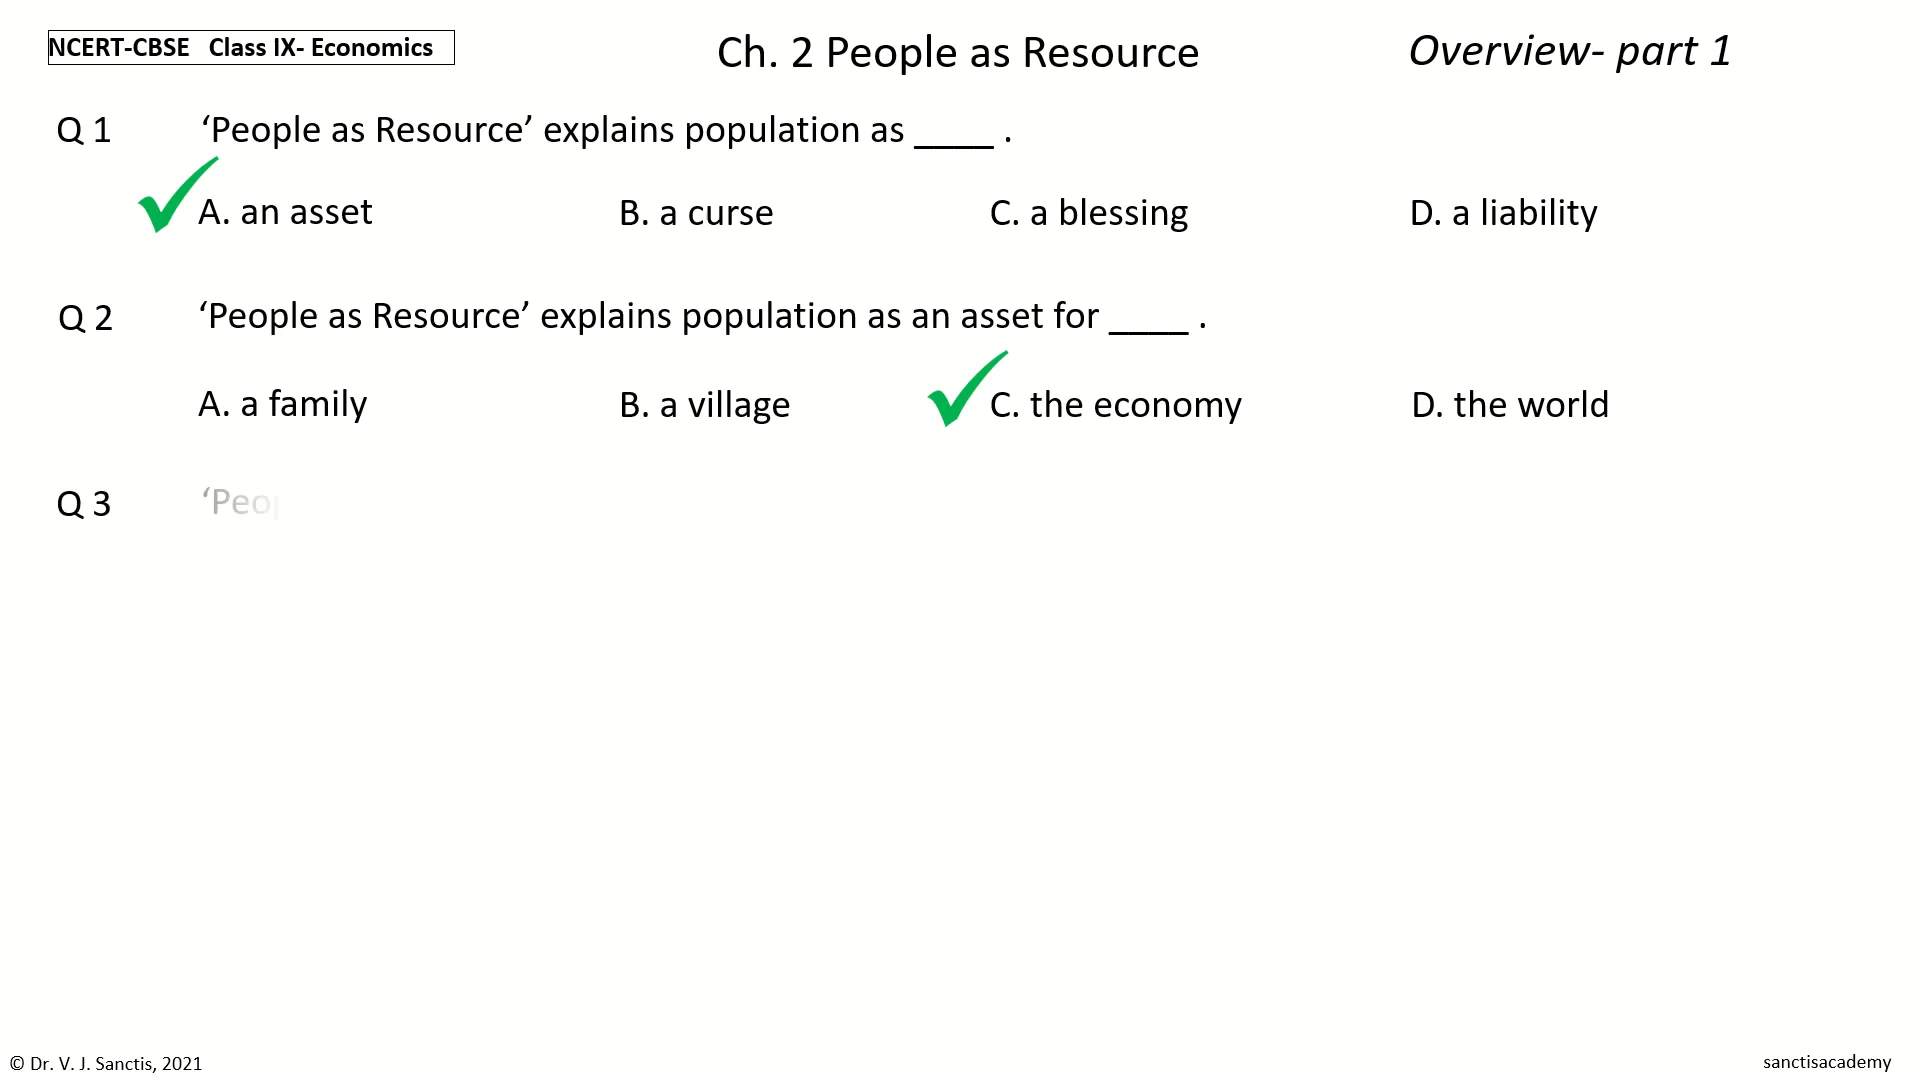 NCERT-CBSE Class IX- Economics
Ch. 2 People as Resource
Overview- part 1
Q 1 ‘People as Resource’ explains population as ____ .
A. an asset B. a curse C. a blessing D. a liability
Q 2 ‘People as Resource’ explains population as an asset for ____ .
A. a family B. a village C. the economy D. the world
Q 3
© Dr. V. J. Sanctis, 2021
sanctisacademy